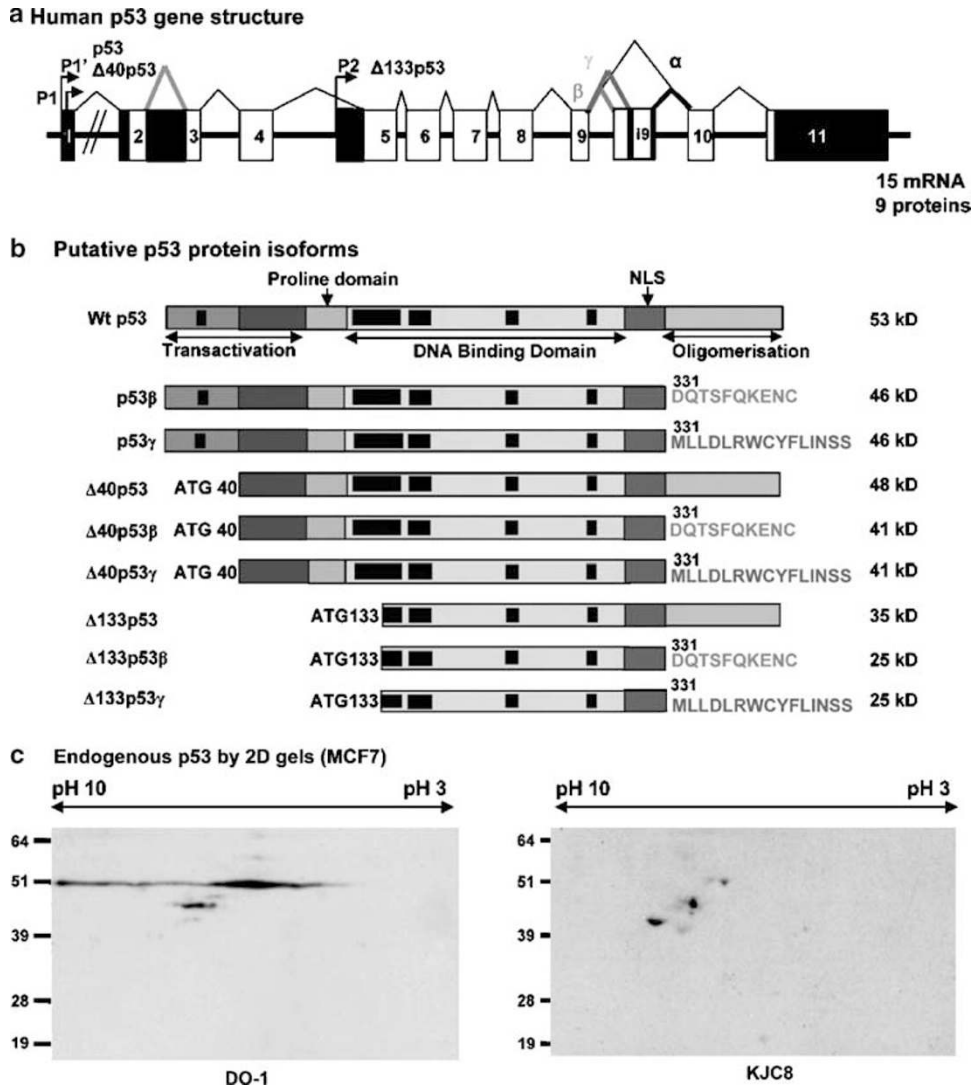 a Human p53 gene structure
P1' p53
Δ40p53
P1
P2 Δ133p53
γ
β
α
1 2 3 4 5 6 7 8 9 i9 10 11
15 mRNA
9 proteins
b Putative p53 protein isoforms
Proline domain
NLS
Wt p53 53 kD
Transactivation DNA Binding Domain Oligomerisation
331
p53β DQTSFQKENC 46 kD
331
p53γ MLLDLRWCYFLINSS 46 kD
Δ40p53 ATG 40 48 kD
331
Δ40p53β ATG 40 DQTSFQKENC 41 kD
331
Δ40p53γ ATG 40 MLLDLRWCYFLINSS 41 kD
Δ133p53 ATG133 35 kD
331
Δ133p53β ATG133 DQTSFQKENC 25 kD
331
Δ133p53γ ATG133 MLLDLRWCYFLINSS 25 kD
c Endogenous p53 by 2D gels (MCF7)
pH 10 pH 3 pH 10 pH 3
64 64
51 51
39 39
28 28
19 19
DO-1 KJC8